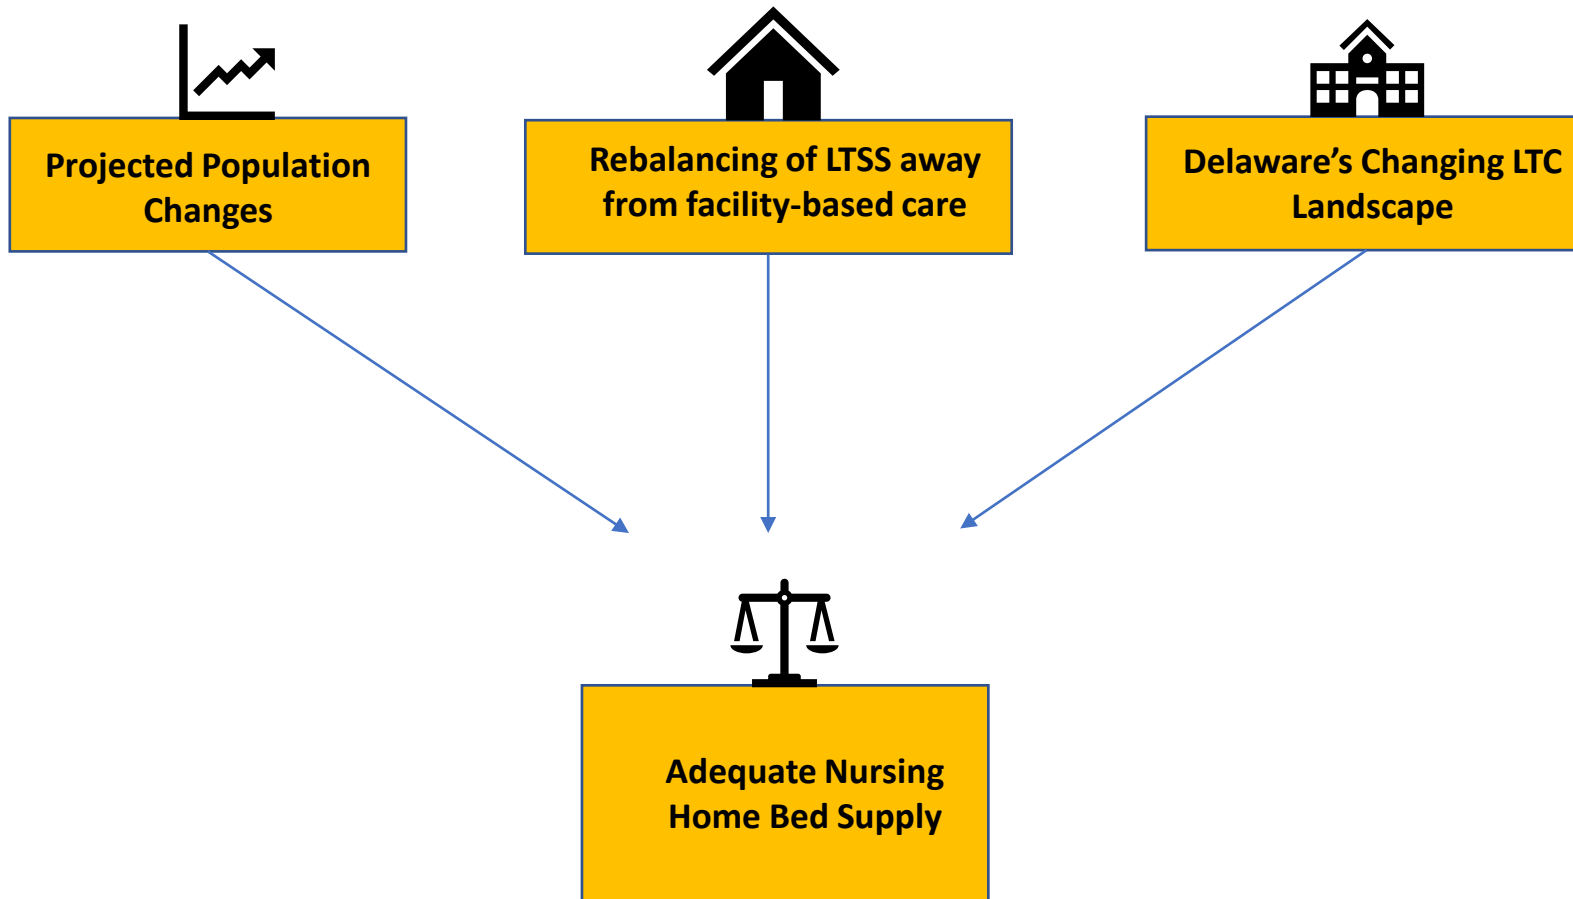 Projected Population
Changes
Rebalancing of LTSS away
from facility-based care
Delaware’s Changing LTC
Landscape
Adequate Nursing
Home Bed Supply